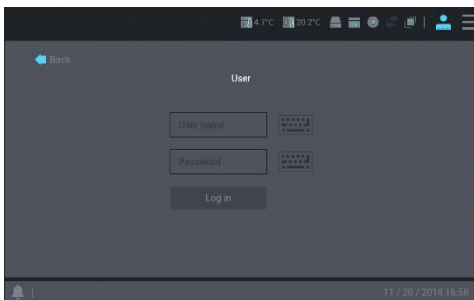 4.7°C 20.2°C |
Back
User
User name
Password
Log in
| 11 / 20 / 2018 16:58